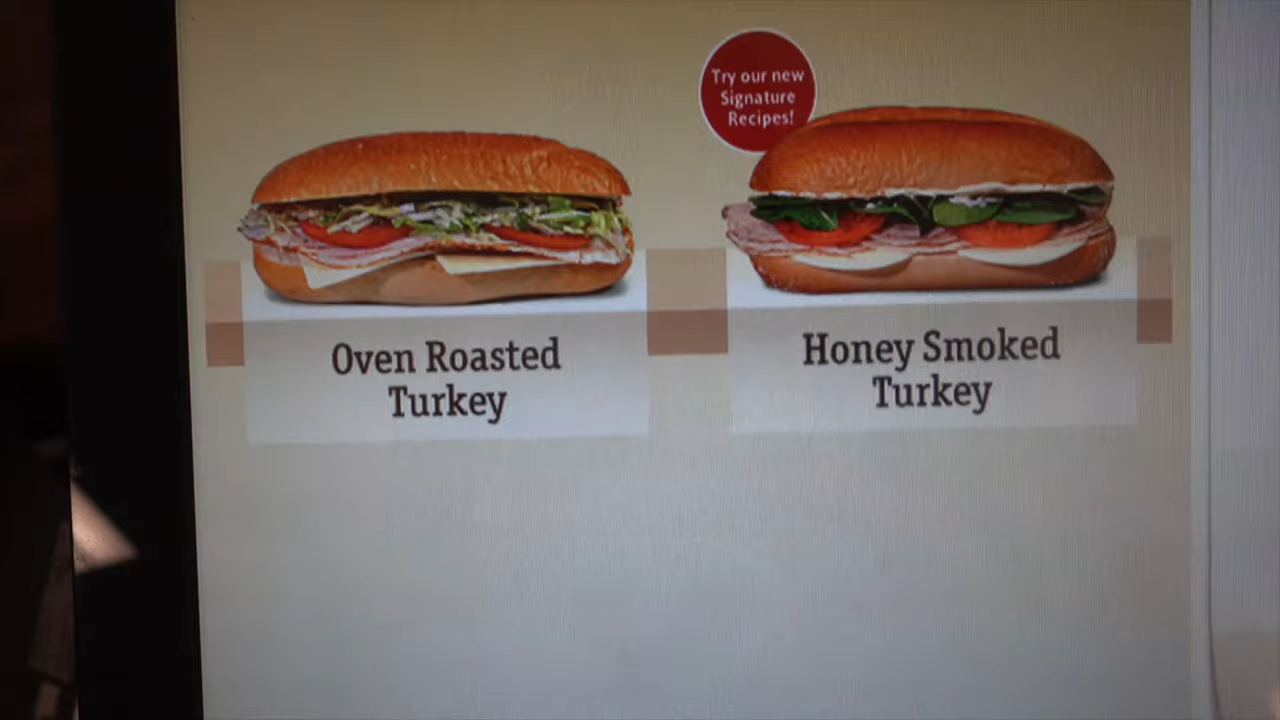 Try our new
Signature
Recipes!
Oven Roasted
Turkey
Honey Smoked
Turkey